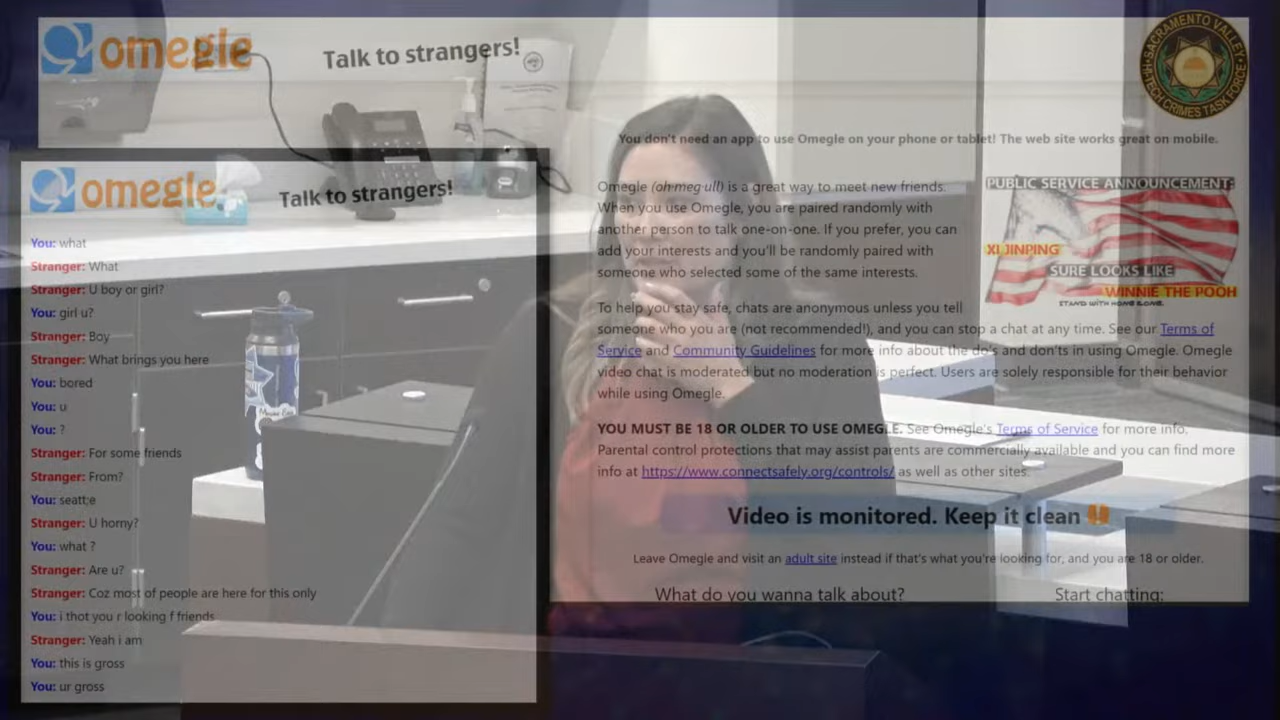 omegle
Talk to strangers!
SACRAMENTO VALLEY
HI-TECH CRIMES TASK FORCE
You don't need an app to use Omegle on your phone or tablet! The web site works great on mobile.
omegle
Talk to strangers!
You: what
Stranger: What
Stranger: U boy or girl?
You: girl u?
Stranger: Boy
Stranger: What brings you here
You: bored
You: u
You: ?
Stranger: For some friends
Stranger: From?
You: seatt;e
Stranger: U horny?
You: what ?
Stranger: Are u?
Stranger: Coz most of people are here for this only
You: i thot you r looking f friends
Stranger: Yeah i am
You: this is gross
You: ur gross
Omegle (oh·meg·ull) is a great way to meet new friends.
When you use Omegle, you are paired randomly with
another person to talk one-on-one. If you prefer, you can
add your interests and you'll be randomly paired with
someone who selected some of the same interests.
PUBLIC SERVICE ANNOUNCEMENT:
XI JINPING
SURE LOOKS LIKE
WINNIE THE POOH
STAND WITH HONG KONG.
To help you stay safe, chats are anonymous unless you tell
someone who you are (not recommended!), and you can stop a chat at any time. See our Terms of
Service and Community Guidelines for more info about the do's and don'ts in using Omegle. Omegle
video chat is moderated but no moderation is perfect. Users are solely responsible for their behavior
while using Omegle.
YOU MUST BE 18 OR OLDER TO USE OMEGLE. See Omegle's Terms of Service for more info.
Parental control protections that may assist parents are commercially available and you can find more
info at https://www.connectsafely.org/controls/ as well as other sites.
Video is monitored. Keep it clean
Leave Omegle and visit an adult site instead if that's what you're looking for, and you are 18 or older.
What do you wanna talk about?
Start chatting: